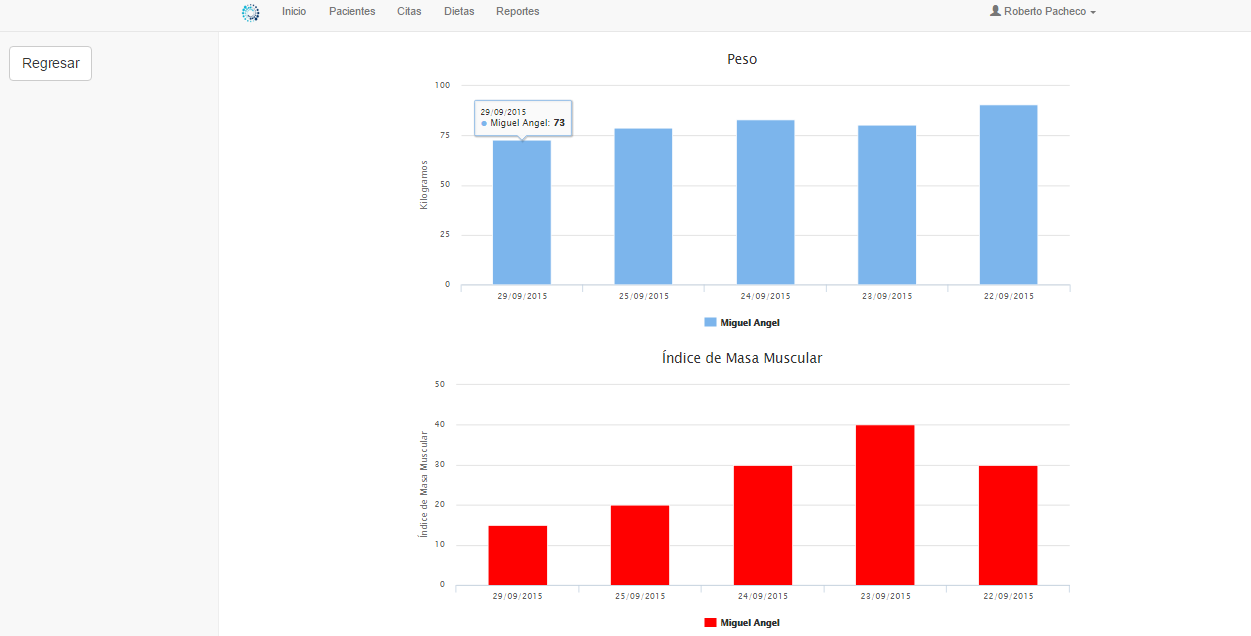 Inicio Pacientes Citas Dietas Reportes Roberto Pacheco
Regresar
Peso
100
75
50
25
0
Kilogramos
29/09/2015
Miguel Angel: 73
29/09/2015 25/09/2015 24/09/2015 23/09/2015 22/09/2015
Miguel Angel
Índice de Masa Muscular
50
40
30
20
10
0
Índice de Masa Muscular
29/09/2015 25/09/2015 24/09/2015 23/09/2015 22/09/2015
Miguel Angel